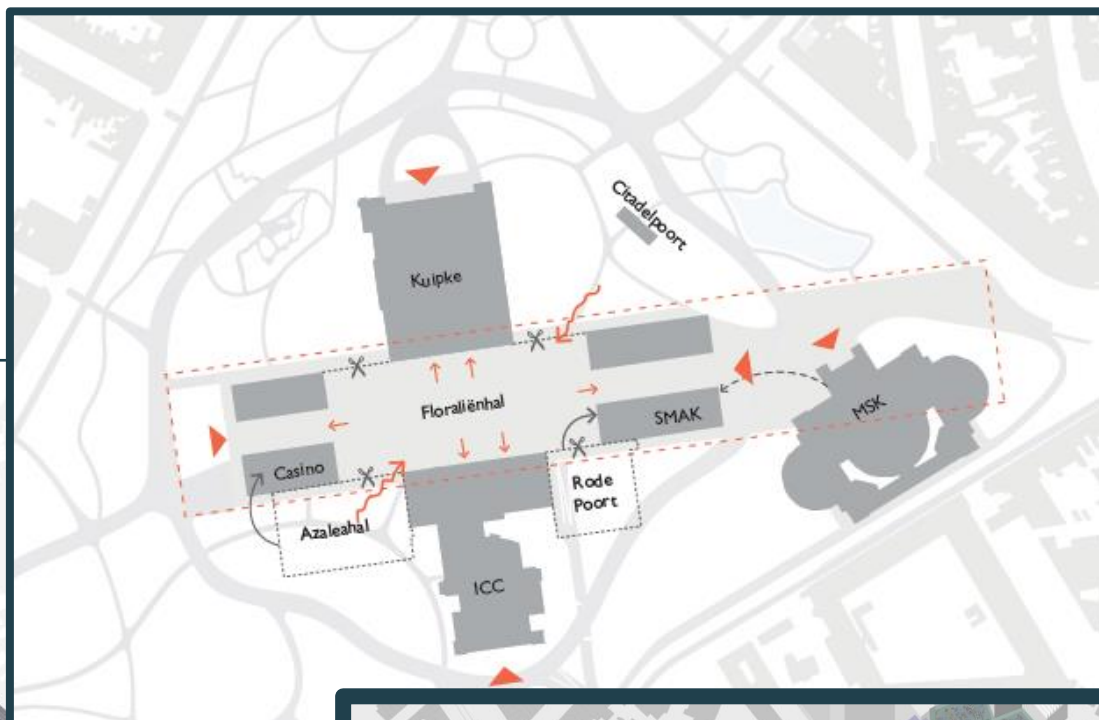 Citadelpoort
Kuipke
Floraliënhal
SMAK
MSK
Casino
Rode
Poort
Azaleahal
ICC